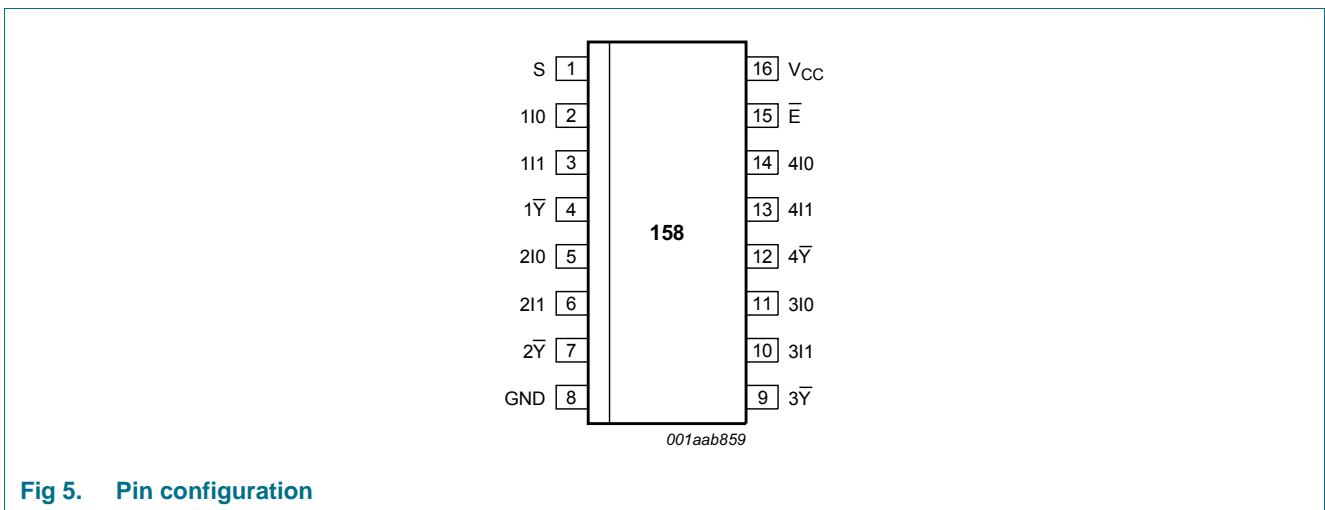 S 1 16 VCC
1I0 2 15 E̅
1I1 3 14 4I0
1Y̅ 4 13 4I1
158
2I0 5 12 4Y̅
2I1 6 11 3I0
2Y̅ 7 10 3I1
GND 8 9 3Y̅
001aab859
Fig 5. Pin configuration